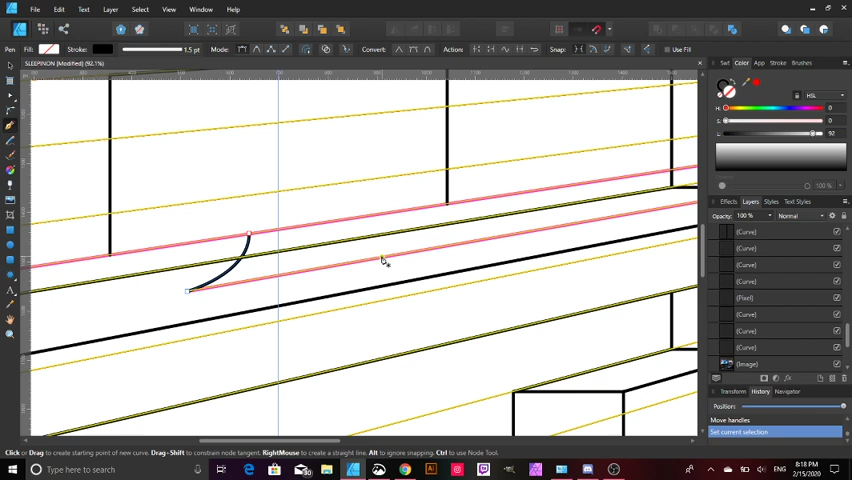 File Edit Text Layer Select View Window Help
Pen Fill: Stroke: 1.5 pt Mode: Convert: Action: Snap: Use Fill
SLEEPINON [Modified] (92.1%)
Set Color App Stroke Brushes
HSL
H: 0
S: 0
L: 92
100 %
Effects Layers Styles Text Styles
Opacity: 100 % Normal
(Curve)
(Curve)
(Curve)
(Curve)
(Pixel)
(Curve)
(Curve)
(Curve)
(Image)
Transform History Navigator
Position:
Move handles
Set current selection
Click or Drag to create starting point of new curve. Drag+Shift to constrain node tangent. RightMouse to create a straight line. Alt to ignore snapping. Ctrl to use Node Tool.
Type here to search
ENG
8:18 PM
2/15/2020